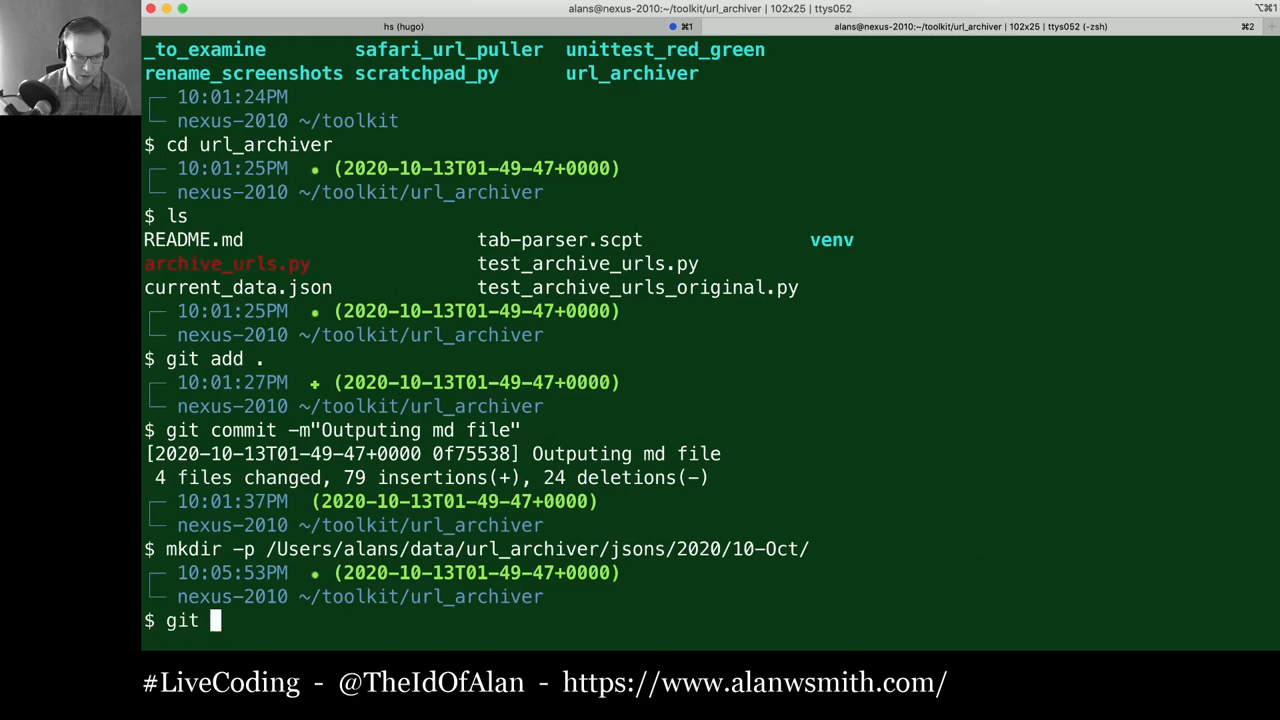 alans@nexus-2010:~/toolkit/url_archiver | 102x25 | ttys052
⌥⌘1
hs (hugo)
⌘1
alans@nexus-2010:~/toolkit/url_archiver | 102x25 | ttys052 (-zsh)
⌘2
_to_examine safari_url_puller unittest_red_green
rename_screenshots scratchpad_py url_archiver
10:01:24PM
nexus-2010 ~/toolkit
$ cd url_archiver
10:01:25PM • (2020-10-13T01-49-47+0000)
nexus-2010 ~/toolkit/url_archiver
$ ls
README.md tab-parser.scpt venv
archive_urls.py test_archive_urls.py
current_data.json test_archive_urls_original.py
10:01:25PM • (2020-10-13T01-49-47+0000)
nexus-2010 ~/toolkit/url_archiver
$ git add .
10:01:27PM + (2020-10-13T01-49-47+0000)
nexus-2010 ~/toolkit/url_archiver
$ git commit -m"Outputing md file"
[2020-10-13T01-49-47+0000 0f75538] Outputing md file
4 files changed, 79 insertions(+), 24 deletions(-)
10:01:37PM (2020-10-13T01-49-47+0000)
nexus-2010 ~/toolkit/url_archiver
$ mkdir -p /Users/alans/data/url_archiver/jsons/2020/10-Oct/
10:05:53PM • (2020-10-13T01-49-47+0000)
nexus-2010 ~/toolkit/url_archiver
$ git
#LiveCoding - @TheIdOfAlan - https://www.alanwsmith.com/